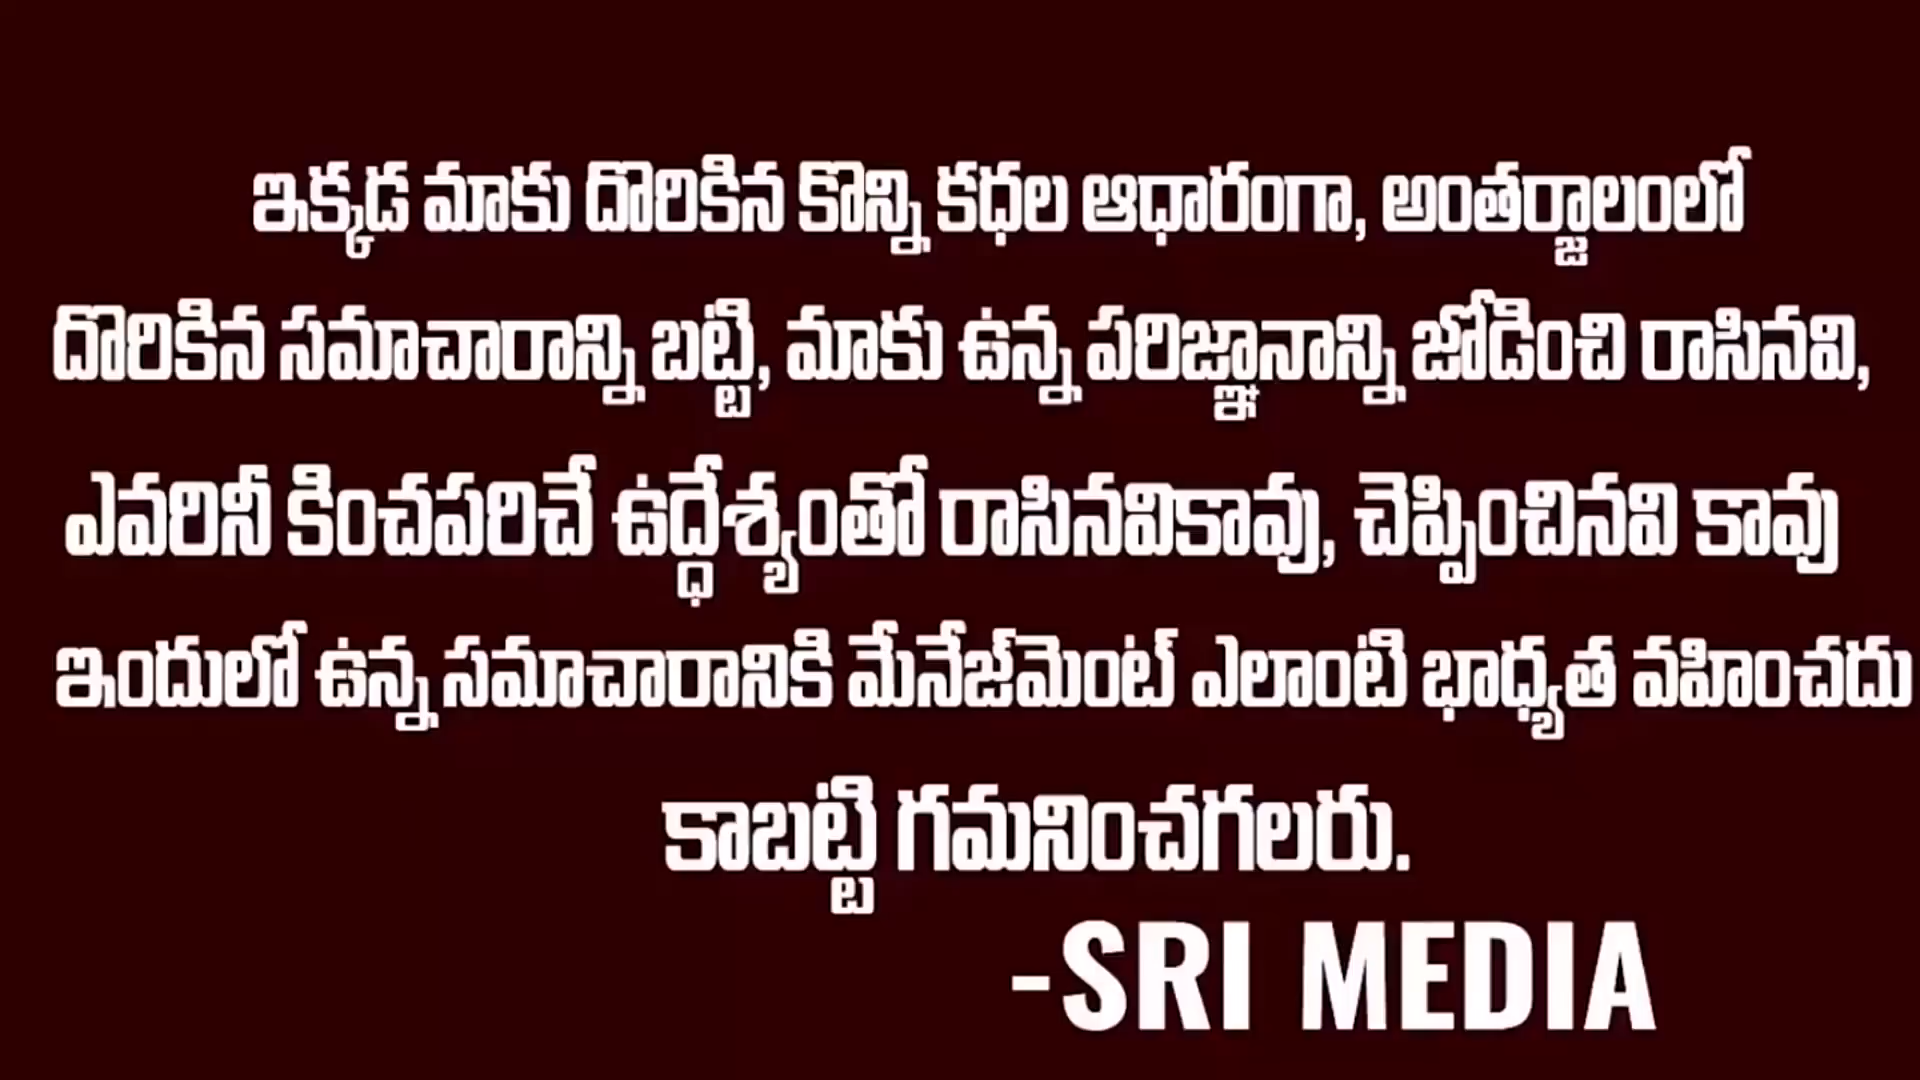 ఇక్కడ మాకు దొరికిన కొన్ని కధల ఆధారంగా, అంతర్జాలంలో
దొరికిన సమాచారాన్ని బట్టి, మాకు ఉన్న పరిజ్ఞానాన్ని జోడించి రాసినవి,
ఎవరినీ కించపరిచే ఉద్ధేశ్యంతో రాసినవికావు, చెప్పించినవి కావు
ఇందులో ఉన్న సమాచారానికి మేనేజ్‌మెంట్ ఎలాంటి భాధ్యత వహించదు
కాబట్టి గమనించగలరు.
-SRI MEDIA